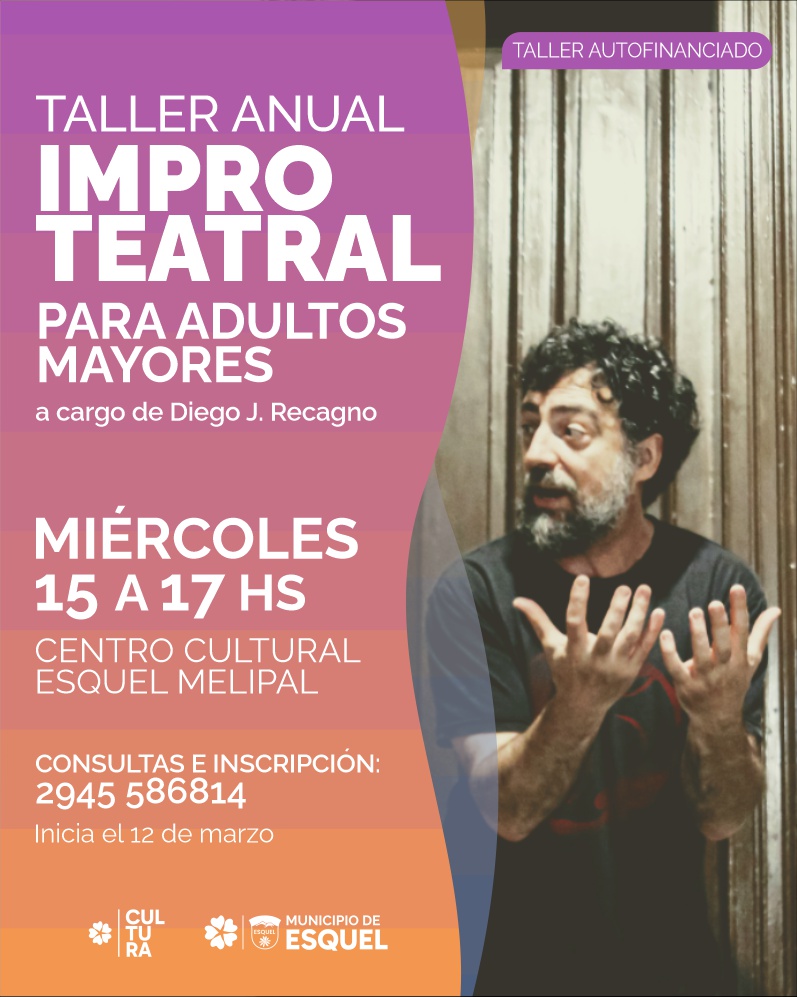 TALLER AUTOFINANCIADO
TALLER ANUAL
IMPRO
TEATRAL
PARA ADULTOS
MAYORES
a cargo de Diego J. Recagno
MIÉRCOLES
15 A 17 HS
CENTRO CULTURAL
ESQUEL MELIPAL
CONSULTAS E INSCRIPCIÓN:
2945 586814
Inicia el 12 de marzo
CUL
TU
RA
ESQUEL
MUNICIPIO DE
ESQUEL